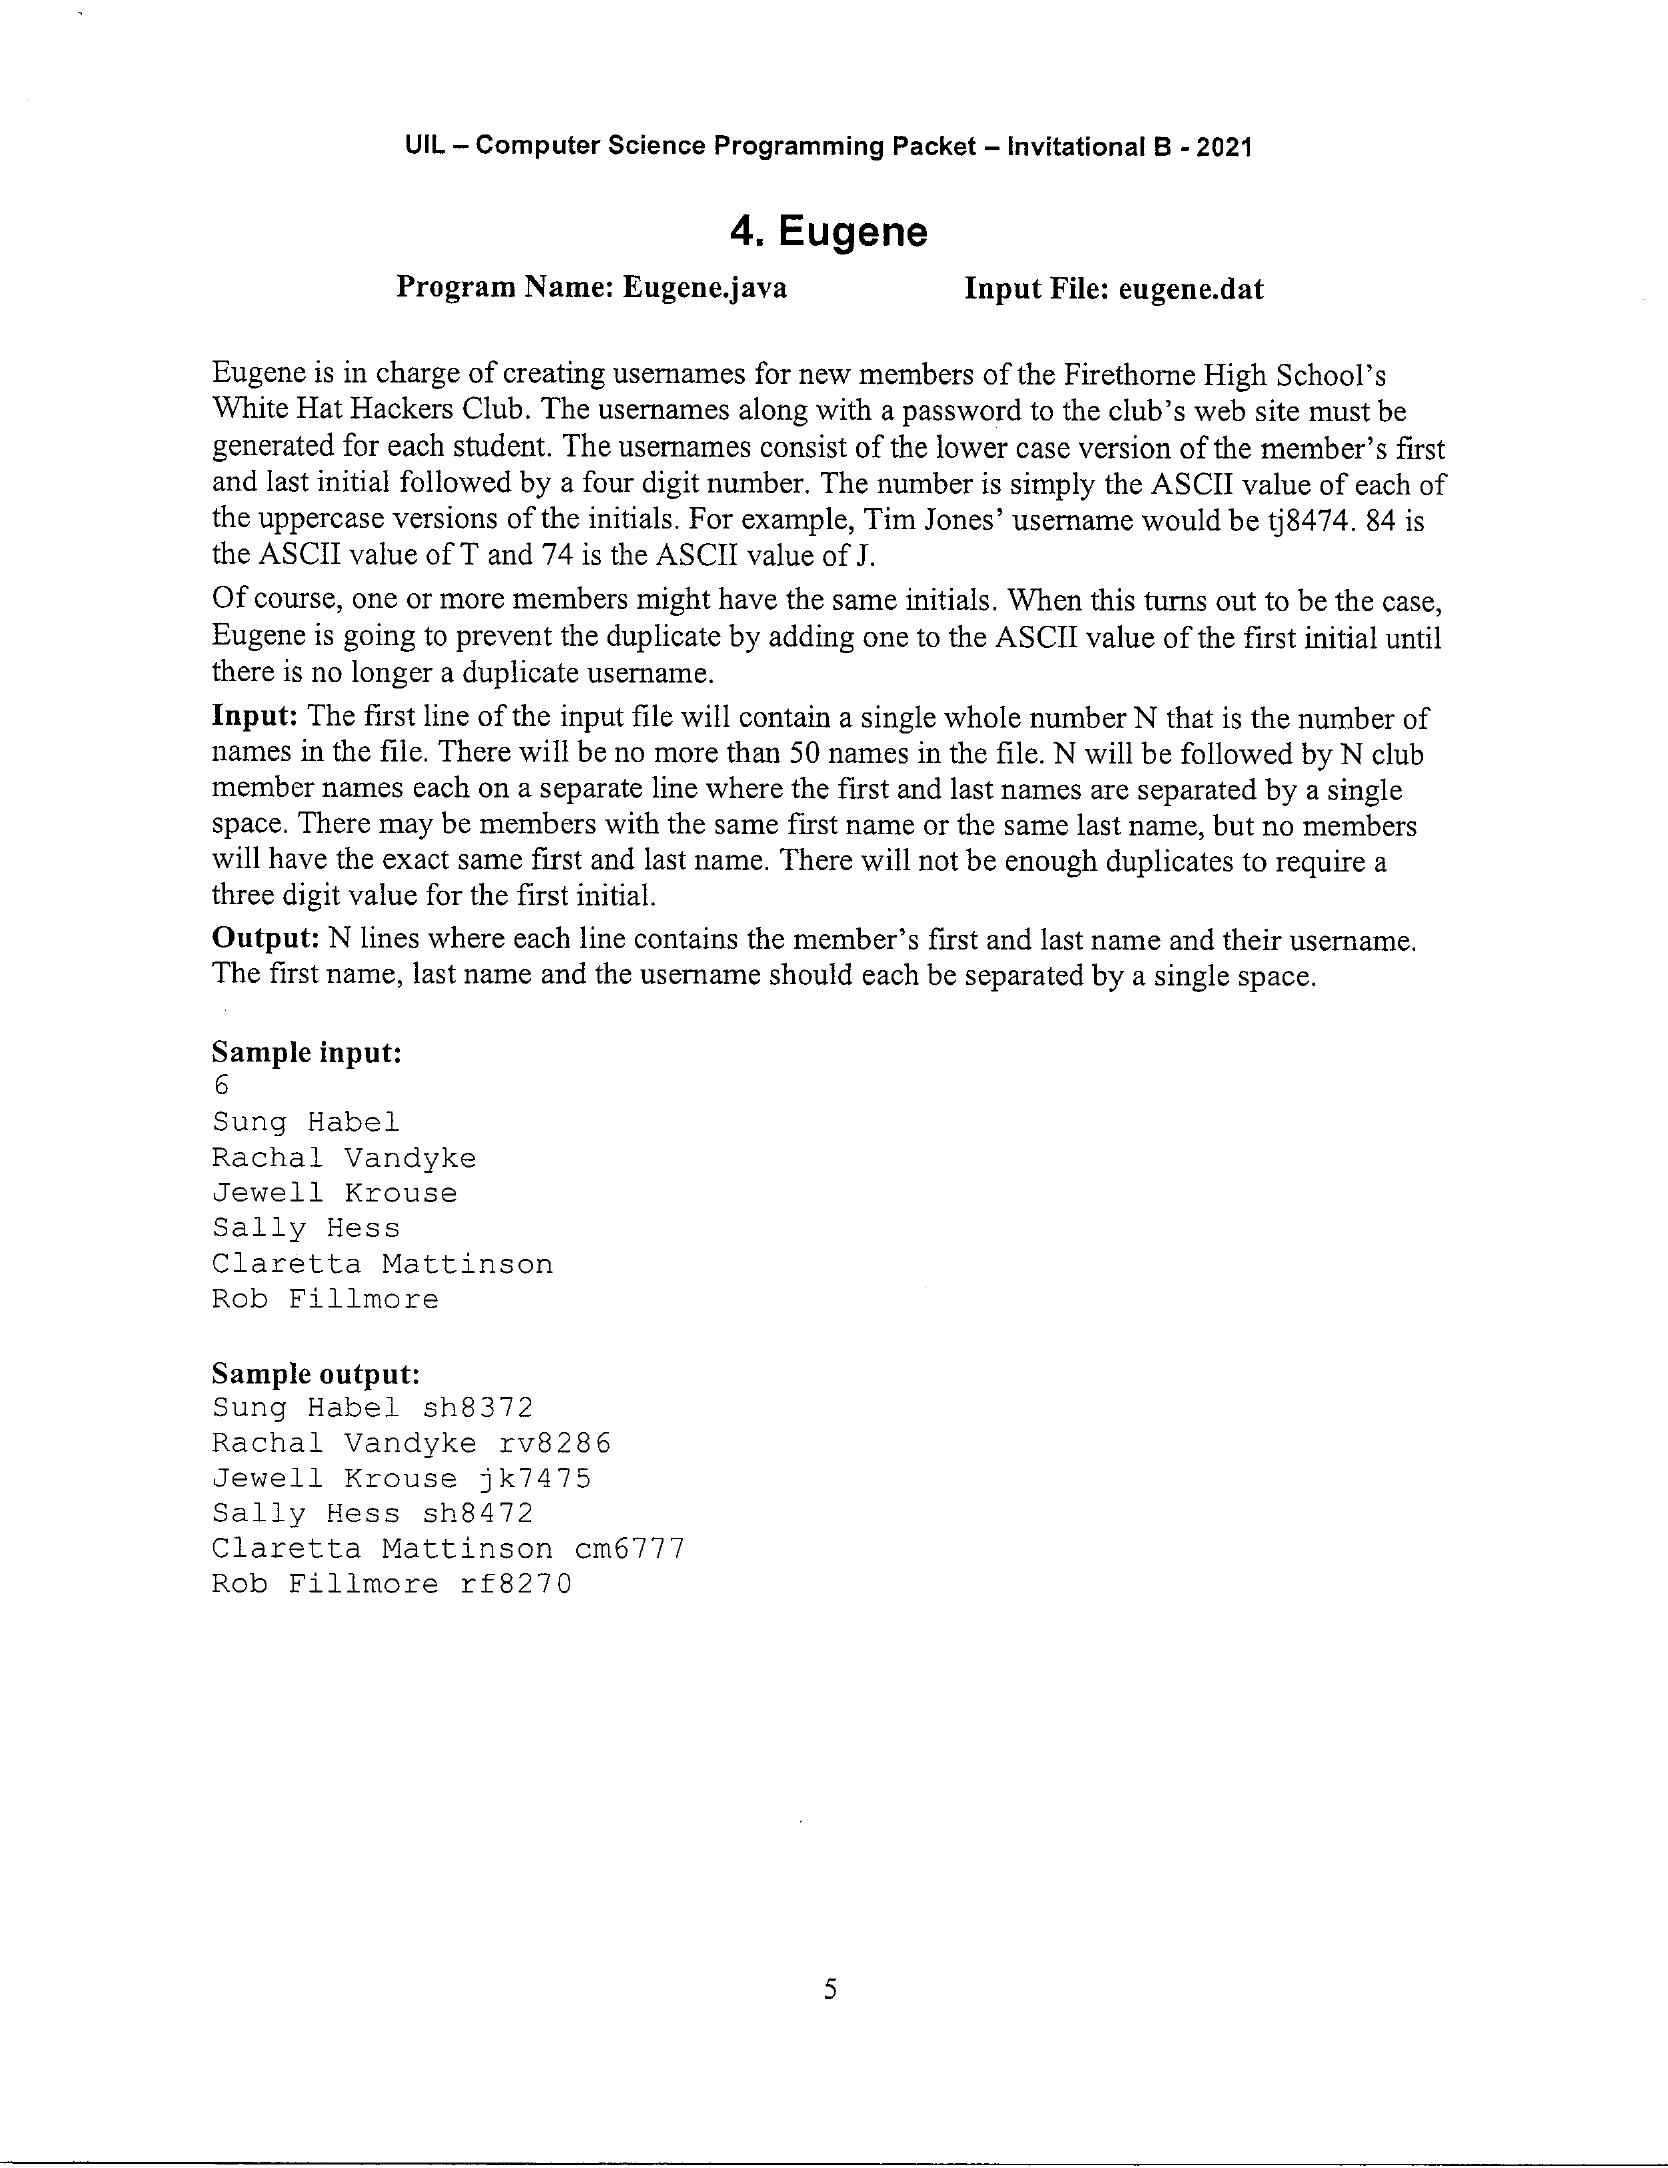 UIL – Computer Science Programming Packet – Invitational B - 2021
4. Eugene
Program Name: Eugene.java Input File: eugene.dat
Eugene is in charge of creating usernames for new members of the Firethorne High School's
White Hat Hackers Club. The usernames along with a password to the club's web site must be
generated for each student. The usernames consist of the lower case version of the member's first
and last initial followed by a four digit number. The number is simply the ASCII value of each of
the uppercase versions of the initials. For example, Tim Jones' username would be tj8474. 84 is
the ASCII value of T and 74 is the ASCII value of J.
Of course, one or more members might have the same initials. When this turns out to be the case,
Eugene is going to prevent the duplicate by adding one to the ASCII value of the first initial until
there is no longer a duplicate username.
Input: The first line of the input file will contain a single whole number N that is the number of
names in the file. There will be no more than 50 names in the file. N will be followed by N club
member names each on a separate line where the first and last names are separated by a single
space. There may be members with the same first name or the same last name, but no members
will have the exact same first and last name. There will not be enough duplicates to require a
three digit value for the first initial.
Output: N lines where each line contains the member's first and last name and their username.
The first name, last name and the username should each be separated by a single space.
Sample input:
6
Sung Habel
Rachal Vandyke
Jewell Krouse
Sally Hess
Claretta Mattinson
Rob Fillmore
Sample output:
Sung Habel sh8372
Rachal Vandyke rv8286
Jewell Krouse jk7475
Sally Hess sh8472
Claretta Mattinson cm6777
Rob Fillmore rf8270
5